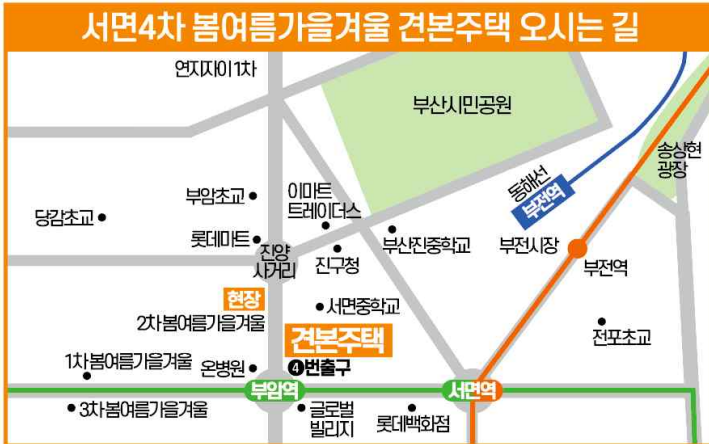 서면4차 봄여름가을겨울 견본주택 오시는 길
연지자이 1차
부산시민공원
송상현
광장
동해선
부전역
부암초교
이마트
트레이더스
당감초교
롯데마트
진양
사거리
진구청
부산진중학교
부전시장
부전역
현장
2차봄여름가을겨울
서면중학교
견본주택
전포초교
1차봄여름가을겨울
온병원
❹번출구
부암역
서면역
3차봄여름가을겨울
글로벌
빌리지
롯데백화점